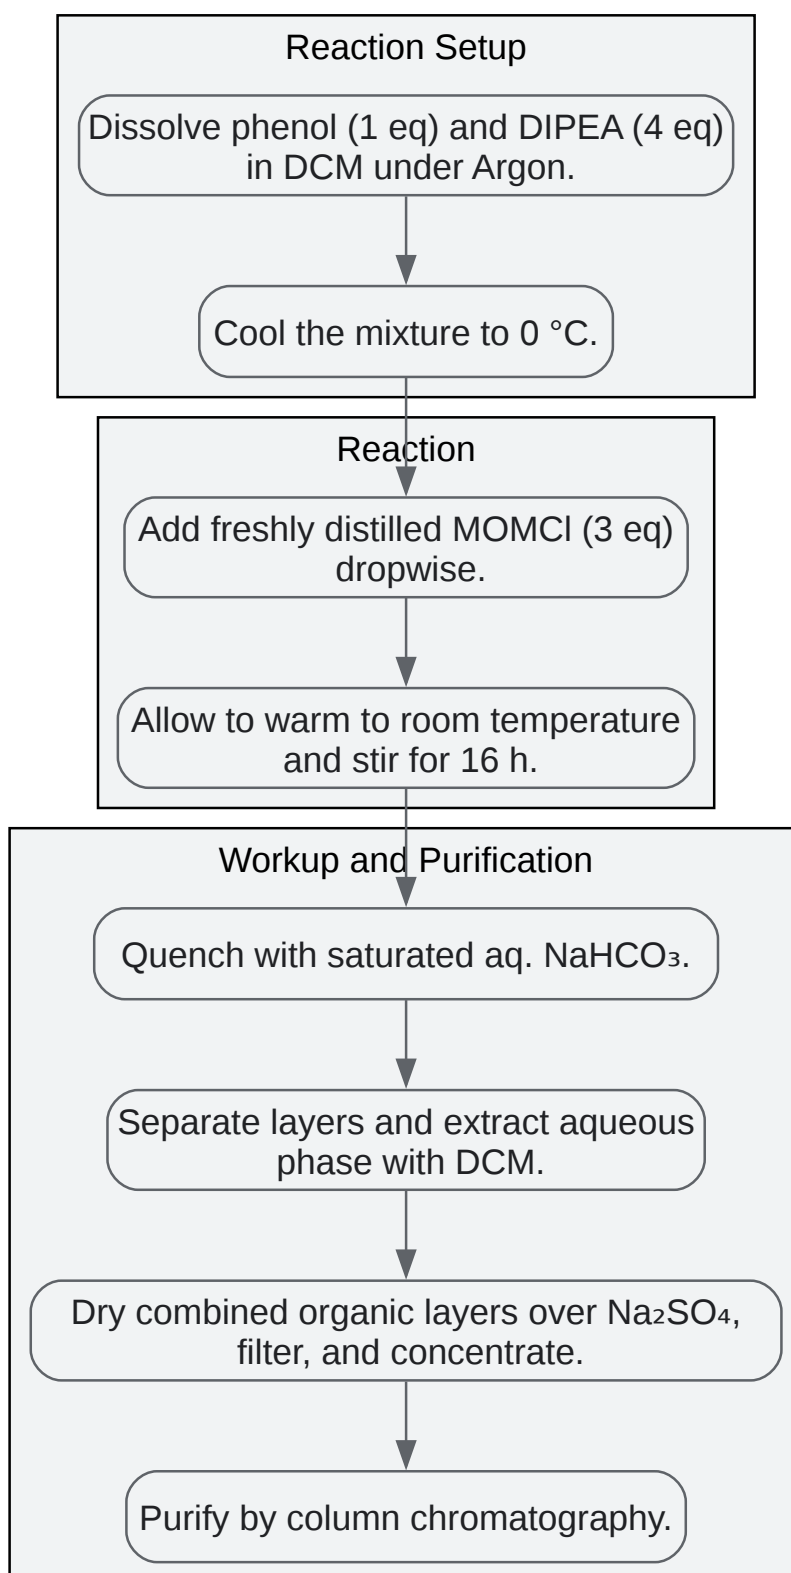 Reaction Setup
Dissolve phenol (1 eq) and DIPEA (4 eq)
in DCM under Argon.
Cool the mixture to 0 °C.
Reaction
Add freshly distilled MOMCl (3 eq)
dropwise.
Allow to warm to room temperature
and stir for 16 h.
Workup and Purification
Quench with saturated aq. NaHCO₃.
Separate layers and extract aqueous
phase with DCM.
Dry combined organic layers over Na₂SO₄,
filter, and concentrate.
Purify by column chromatography.